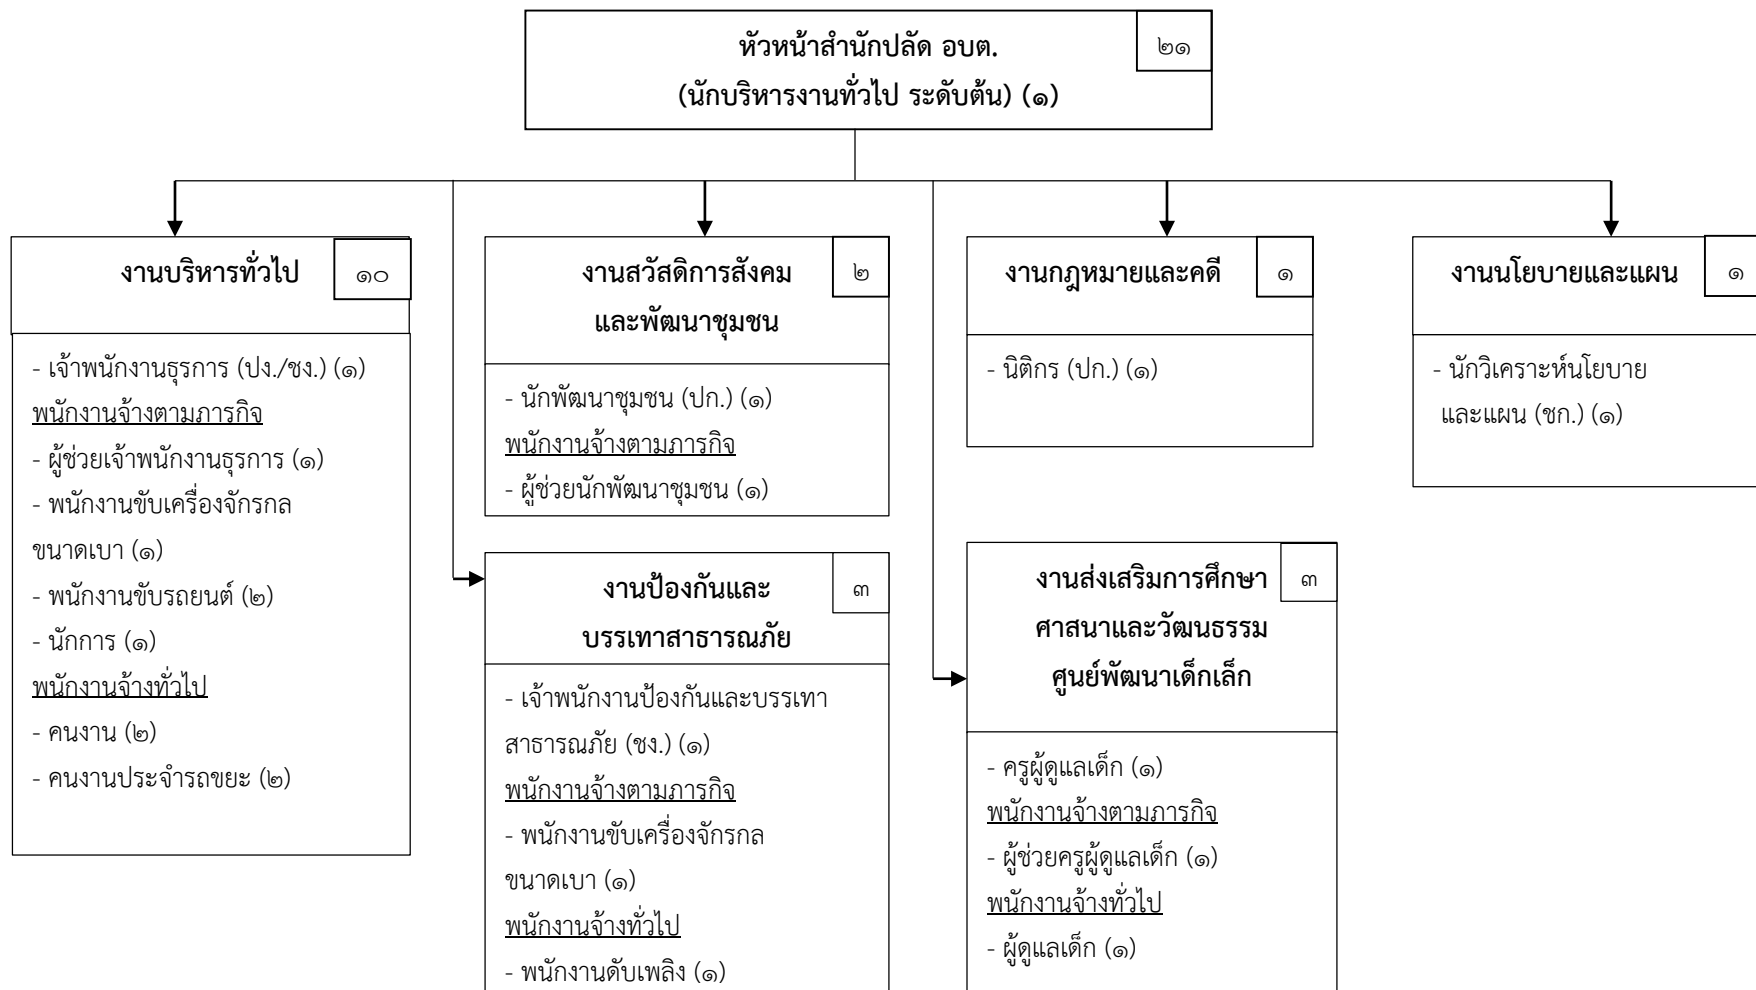 หัวหน้าสำนักปลัด อบต.
๒๑
(นักบริหารงานทั่วไป ระดับต้น) (๑)
งานบริหารทั่วไป
๑๐
- เจ้าพนักงานธุรการ (ปง./ชง.) (๑)
พนักงานจ้างตามภารกิจ
- ผู้ช่วยเจ้าพนักงานธุรการ (๑)
- พนักงานขับเครื่องจักรกล
ขนาดเบา (๑)
- พนักงานขับรถยนต์ (๒)
- นักการ (๑)
พนักงานจ้างทั่วไป
- คนงาน (๒)
- คนงานประจำรถขยะ (๒)
งานสวัสดิการสังคม
๒
และพัฒนาชุมชน
- นักพัฒนาชุมชน (ปก.) (๑)
พนักงานจ้างตามภารกิจ
- ผู้ช่วยนักพัฒนาชุมชน (๑)
งานกฎหมายและคดี
๑
- นิติกร (ปก.) (๑)
งานนโยบายและแผน
๑
- นักวิเคราะห์นโยบาย
และแผน (ชก.) (๑)
งานป้องกันและ
๓
บรรเทาสาธารณภัย
- เจ้าพนักงานป้องกันและบรรเทา
สาธารณภัย (ชง.) (๑)
พนักงานจ้างตามภารกิจ
- พนักงานขับเครื่องจักรกล
ขนาดเบา (๑)
พนักงานจ้างทั่วไป
- พนักงานดับเพลิง (๑)
งานส่งเสริมการศึกษา
๓
ศาสนาและวัฒนธรรม
ศูนย์พัฒนาเด็กเล็ก
- ครูผู้ดูแลเด็ก (๑)
พนักงานจ้างตามภารกิจ
- ผู้ช่วยครูผู้ดูแลเด็ก (๑)
พนักงานจ้างทั่วไป
- ผู้ดูแลเด็ก (๑)